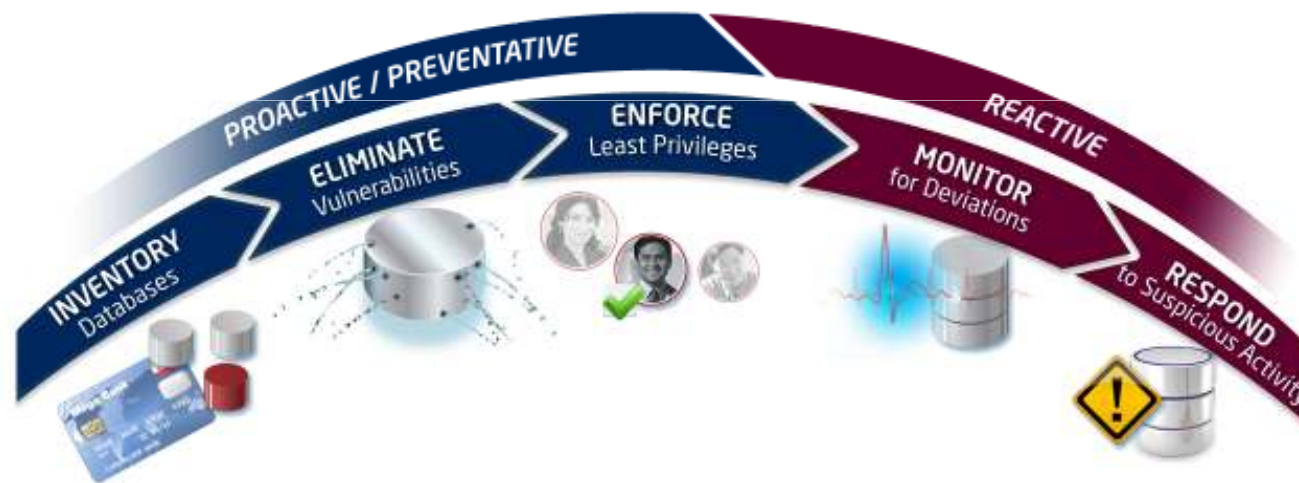 PROACTIVE / PREVENTATIVE
REACTIVE
INVENTORY
Databases
ELIMINATE
Vulnerabilities
ENFORCE
Least Privileges
MONITOR
for Deviations
RESPOND
to Suspicious Activity